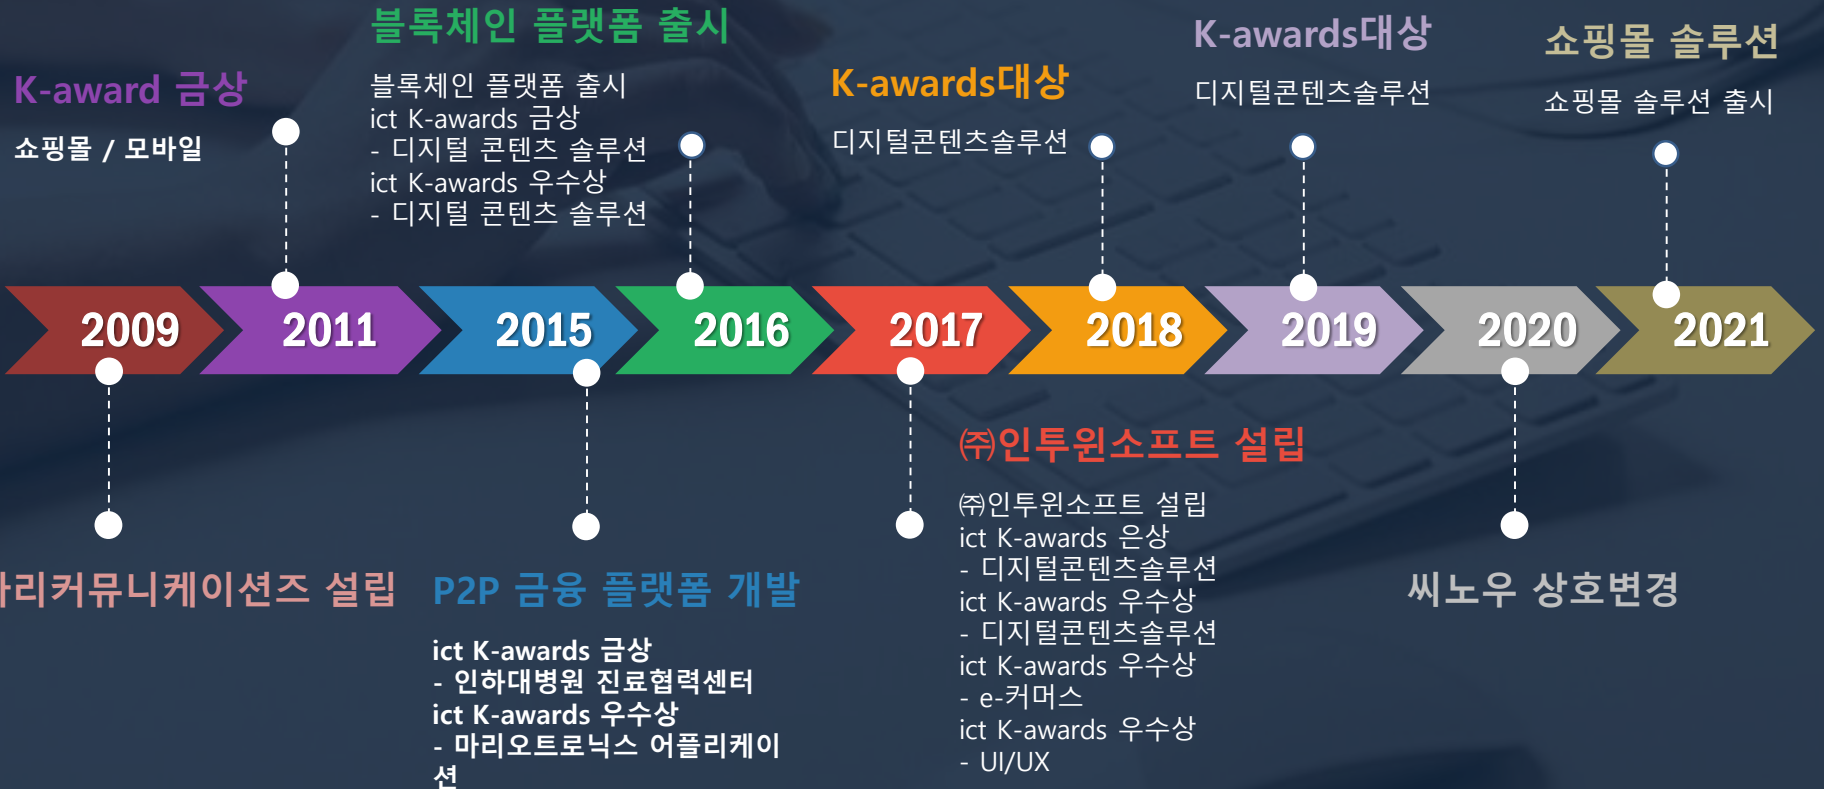 K-award 금상
쇼핑몰 / 모바일
블록체인 플랫폼 출시
블록체인 플랫폼 출시
ict K-awards 금상
- 디지털 콘텐츠 솔루션
ict K-awards 우수상
- 디지털 콘텐츠 솔루션
K-awards대상
디지털콘텐츠솔루션
K-awards대상
디지털콘텐츠솔루션
쇼핑몰 솔루션
쇼핑몰 솔루션 출시
2009 2011 2015 2016 2017 2018 2019 2020 2021
설립
P2P 금융 플랫폼 개발
ict K-awards 금상
- 인하대병원 진료협력센터
ict K-awards 우수상
- 마리오트로닉스 어플리케이
션
㈜인투윈소프트 설립
㈜인투윈소프트 설립
ict K-awards 은상
- 디지털콘텐츠솔루션
ict K-awards 우수상
- 디지털콘텐츠솔루션
ict K-awards 우수상
- e-커머스
ict K-awards 우수상
- UI/UX
씨노우 상호변경